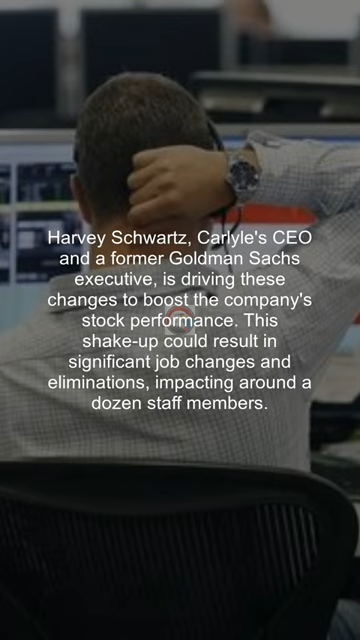 Harvey Schwartz, Carlyle's CEO
and a former Goldman Sachs
executive, is driving these
changes to boost the company's
stock performance. This
shake-up could result in
significant job changes and
eliminations, impacting around a
dozen staff members.